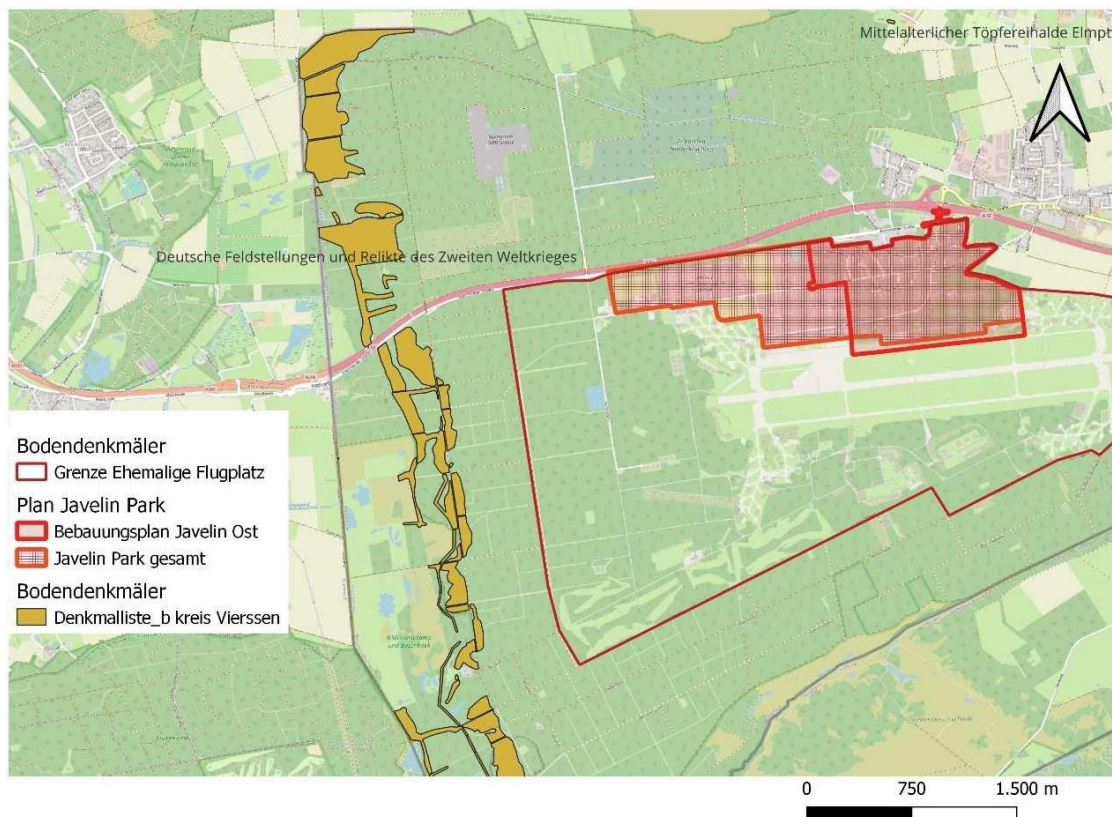 Mittelalterlicher Töpfereihalde Elmpt
Deutsche Feldstellungen und Relikte des Zweiten Weltkrieges
Bodendenkmäler
Grenze Ehemalige Flugplatz
Plan Javelin Park
Bebauungsplan Javelin Ost
Javelin Park gesamt
Bodendenkmäler
Denkmalliste_b kreis Vierssen
0 750 1.500 m